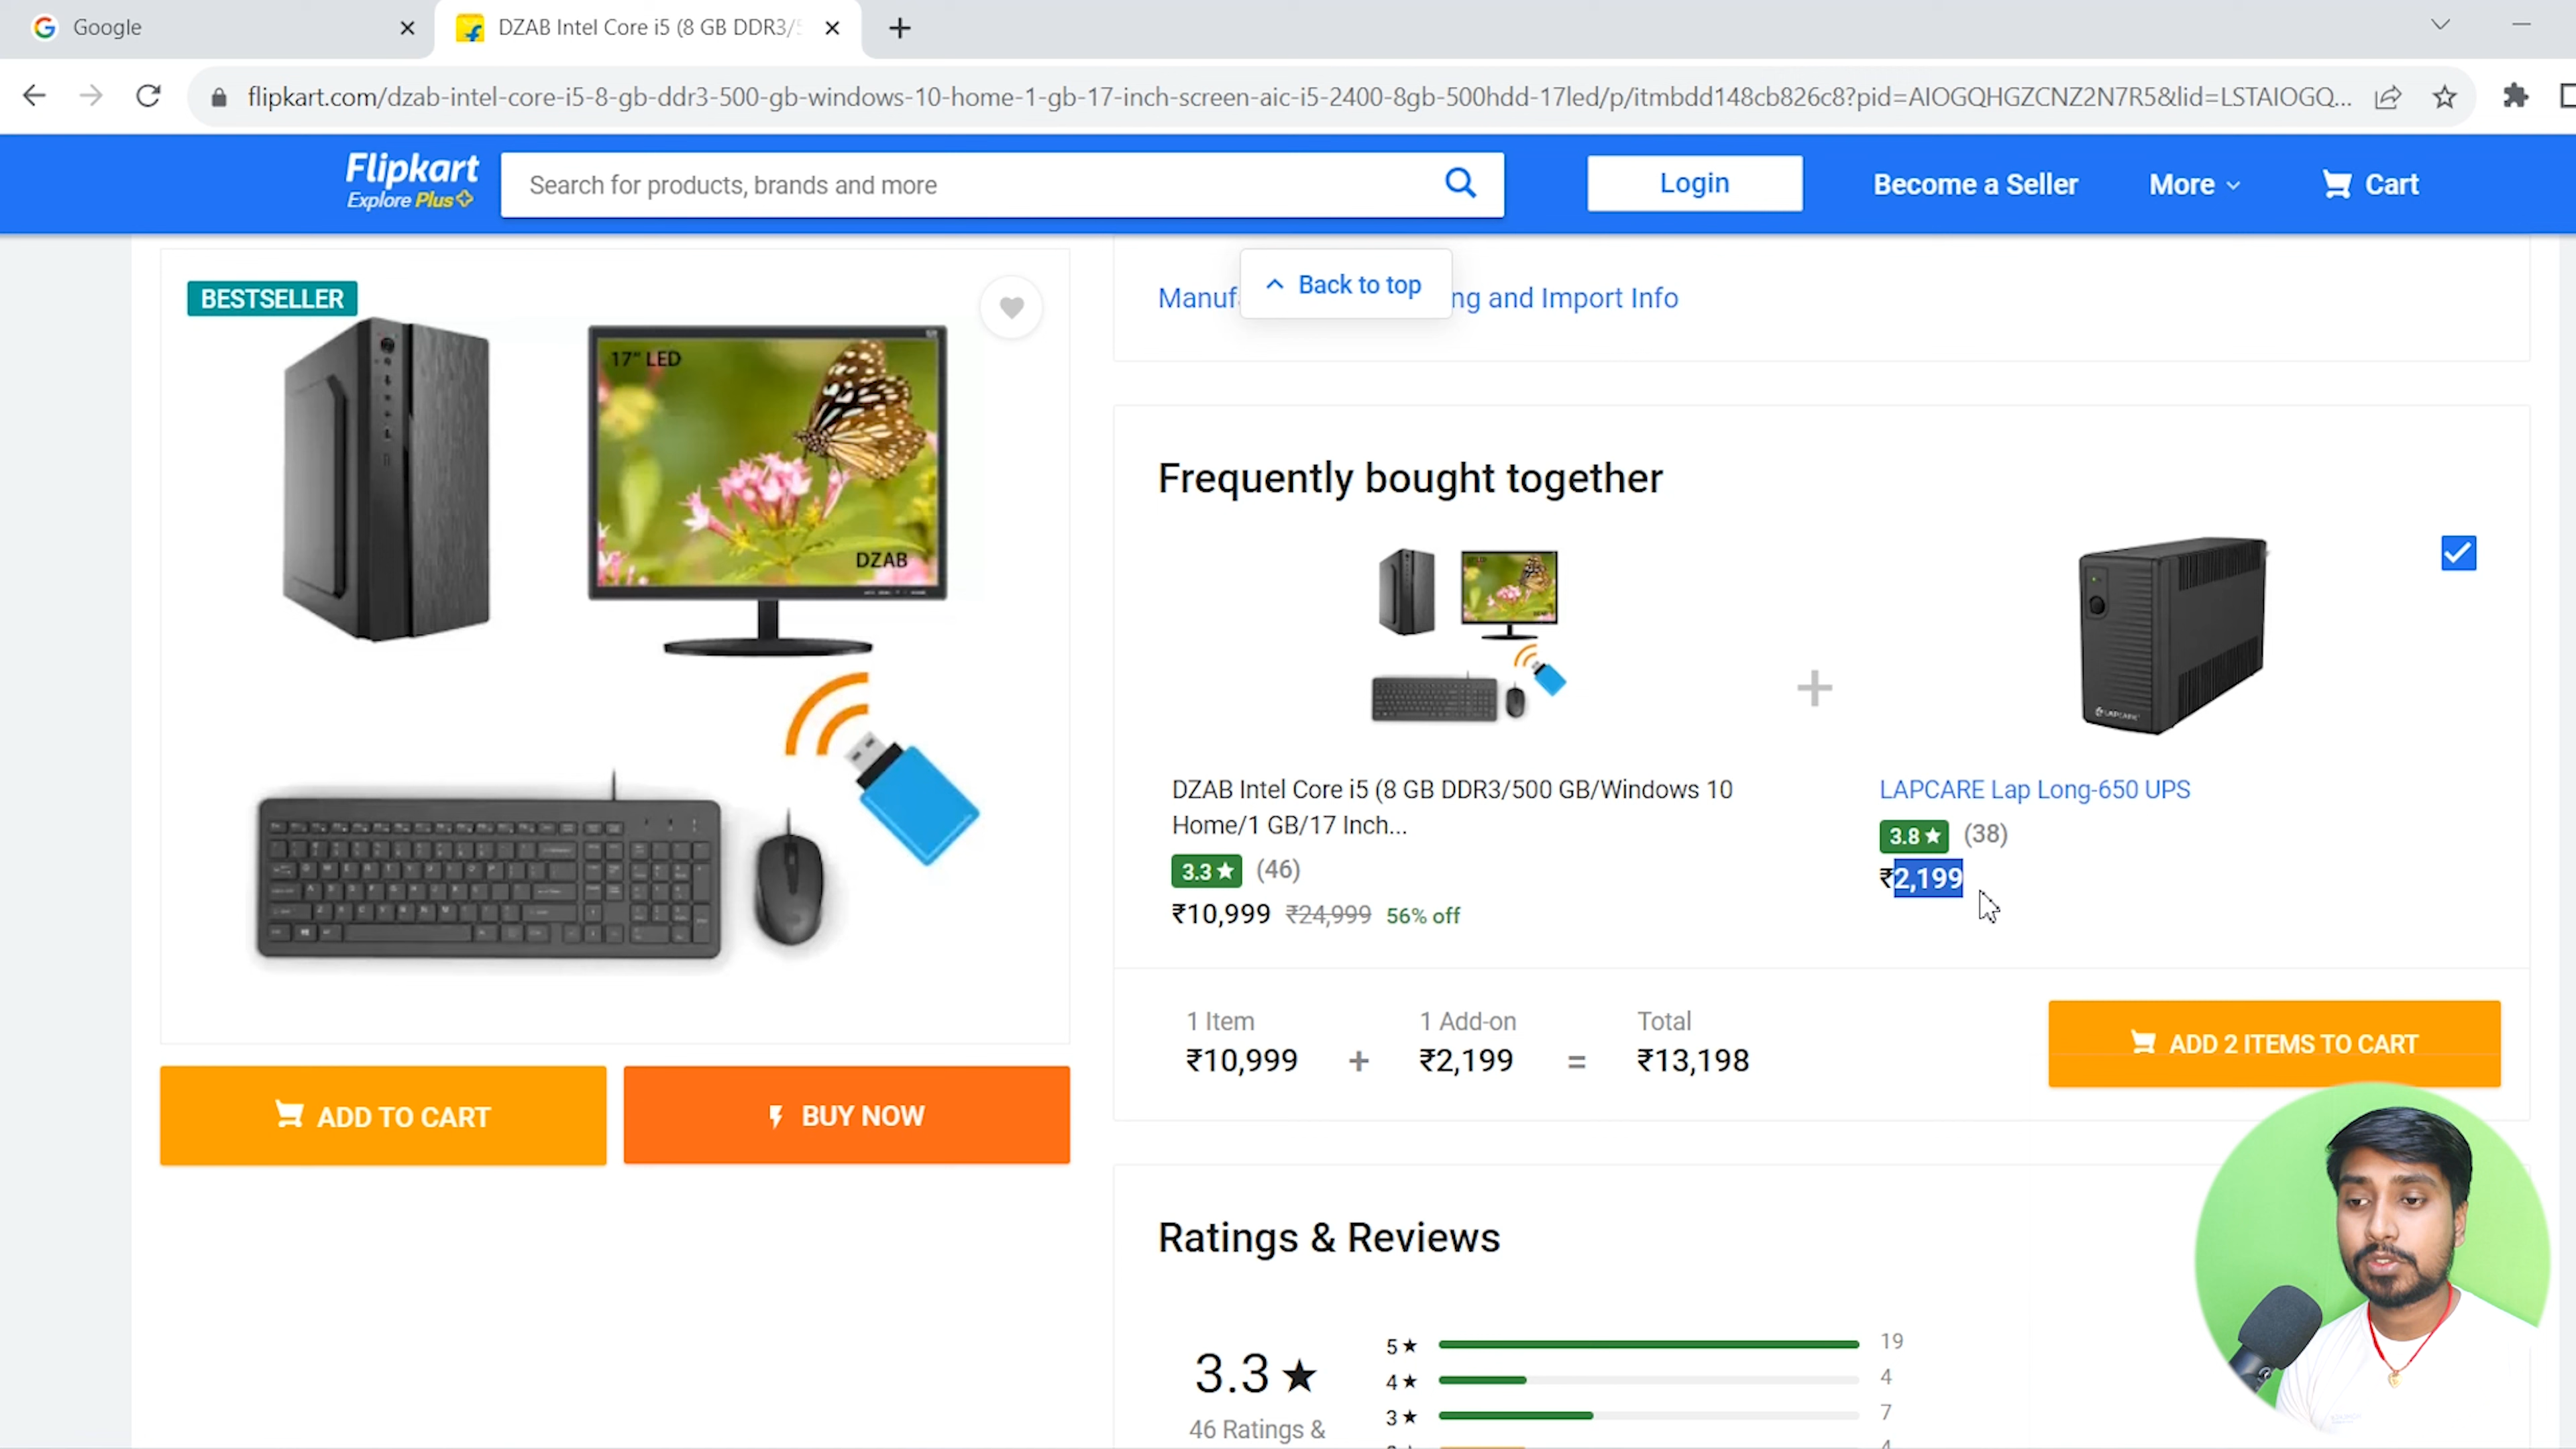 Google
DZAB Intel Core i5 (8 GB DDR3/5
flipkart.com/dzab-intel-core-i5-8-gb-ddr3-500-gb-windows-10-home-1-gb-17-inch-screen-aic-i5-2400-8gb-500hdd-17led/p/itmbdd148cb826c8?pid=AIOGQHGZCNZ2N7R5&lid=LSTAIOGQ...
Flipkart
Explore Plus
Search for products, brands and more
Login
Become a Seller
More
Cart
BESTSELLER
17" LED
DZAB
ADD TO CART
BUY NOW
Back to top
Manuf ng and Import Info
Frequently bought together
LAPCARE
DZAB Intel Core i5 (8 GB DDR3/500 GB/Windows 10
Home/1 GB/17 Inch...
3.3★ (46)
₹10,999 ₹24,999 56% off
LAPCARE Lap Long-650 UPS
3.8★ (38)
₹2,199
1 Item 1 Add-on Total
₹10,999 + ₹2,199 = ₹13,198
ADD 2 ITEMS TO CART
Ratings & Reviews
3.3★
46 Ratings &
5★ 19
4★ 4
3★ 7